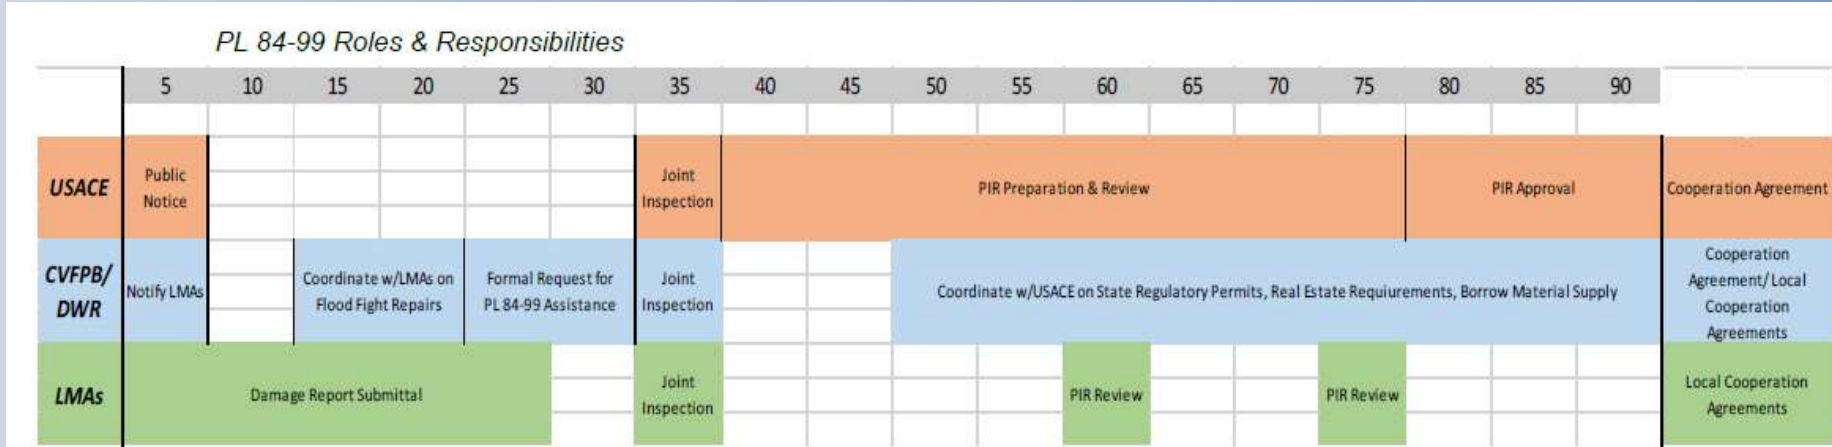 PL 84-99 Roles & Responsibilities
5 10 15 20 25 30 35 40 45 50 55 60 65 70 75 80 85 90
USACE
Public
Notice
Joint
Inspection
PIR Preparation & Review
PIR Approval
Cooperation Agreement
CVFPB/
DWR
Notify LMAs
Coordinate w/LMAs on
Flood Fight Repairs
Formal Request for
PL 84-99 Assistance
Joint
Inspection
Coordinate w/USACE on State Regulatory Permits, Real Estate Requiurements, Borrow Material Supply
Cooperation
Agreement/Local
Cooperation
Agreements
LMAs
Damage Report Submittal
Joint
Inspection
PIR Review
PIR Review
Local Cooperation
Agreements